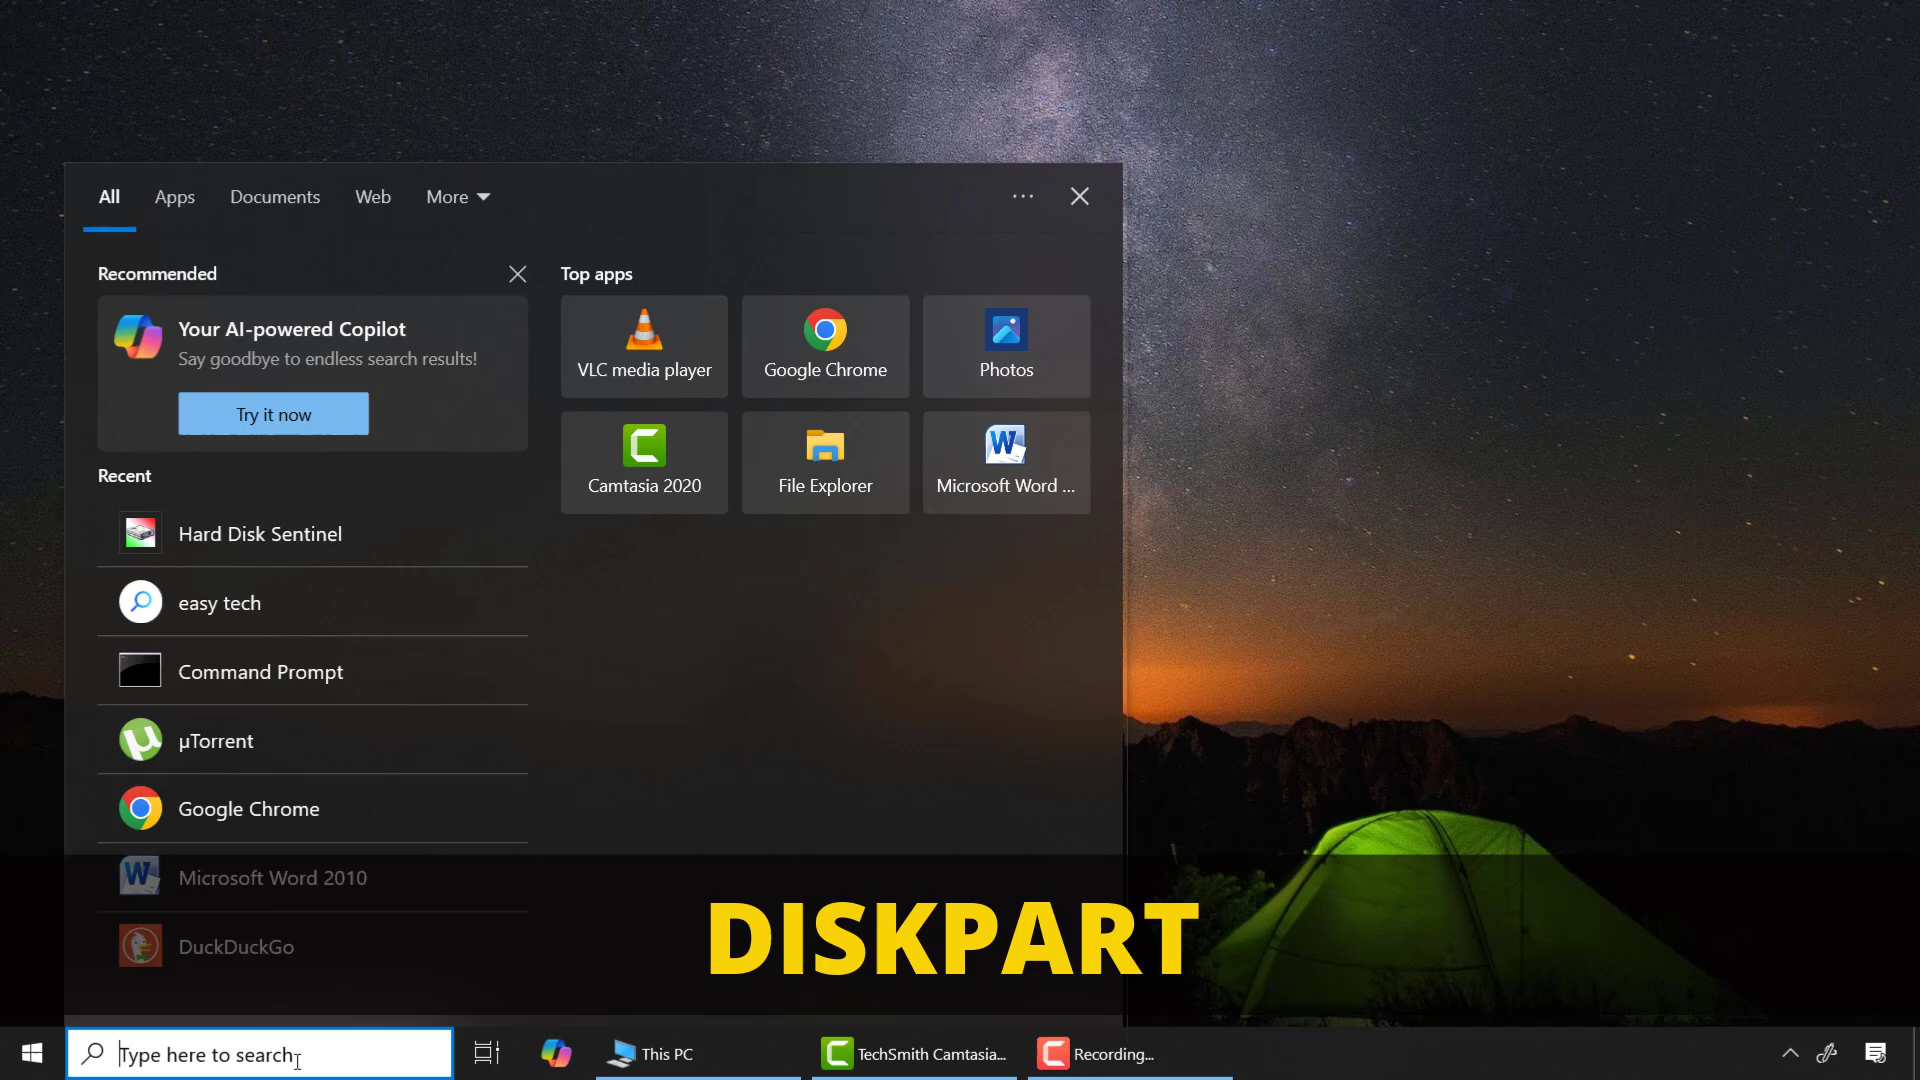 All
Apps
Documents
Web
More
Recommended
Your AI-powered Copilot
Say goodbye to endless search results!
Try it now
Recent
Hard Disk Sentinel
easy tech
Command Prompt
µTorrent
Google Chrome
Microsoft Word 2010
DuckDuckGo
Top apps
VLC media player
Google Chrome
Photos
Camtasia 2020
File Explorer
Microsoft Word ...
DISKPART
Type here to search
This PC
TechSmith Camtasia...
Recording...